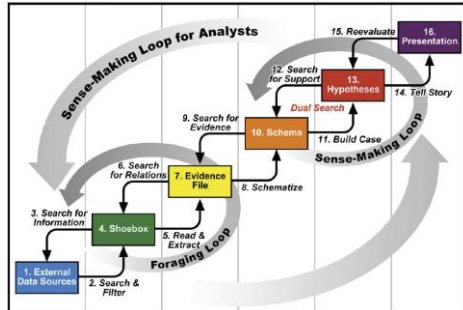 Sense-Making Loop for Analysts
15. Reevaluate
16.
Presentation
12. Search
for Support
13.
Hypotheses
14. Tell Story
Dual Search
9. Search for
Evidence
10. Schema
11. Build Case
Sense-Making Loop
6. Search
for Relations
7. Evidence
File
8. Schematize
3. Search for
Information
4. Shoebox
5. Read &
Extract
Foraging Loop
1. External
Data Sources
2. Search &
Filter